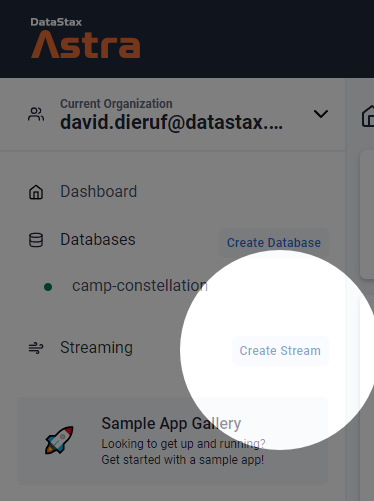 DataStax
Astra
Current Organization
david.dieruf@datastax....
Dashboard
Databases
Create Database
camp-constellation
Streaming
Create Stream
Sample App Gallery
Looking to get up and running?
Get started with a sample app!